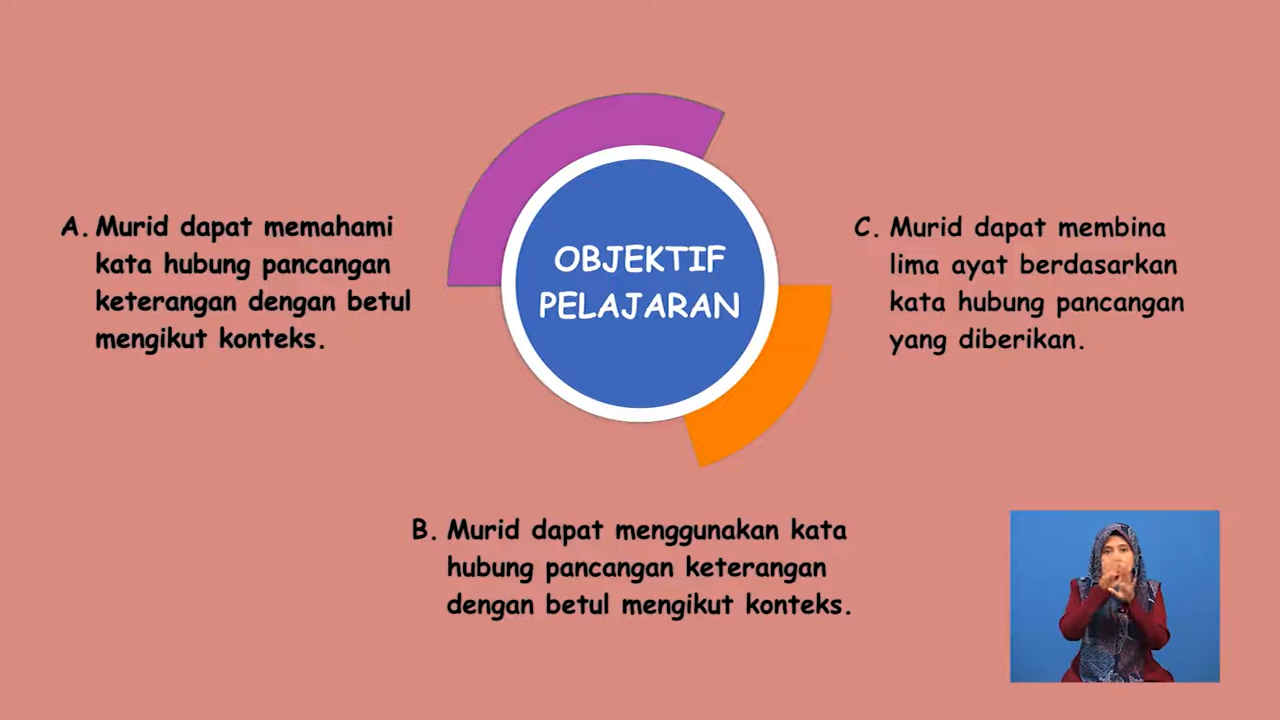 OBJEKTIF
PELAJARAN
A. Murid dapat memahami
kata hubung pancangan
keterangan dengan betul
mengikut konteks.
B. Murid dapat menggunakan kata
hubung pancangan keterangan
dengan betul mengikut konteks.
C. Murid dapat membina
lima ayat berdasarkan
kata hubung pancangan
yang diberikan.